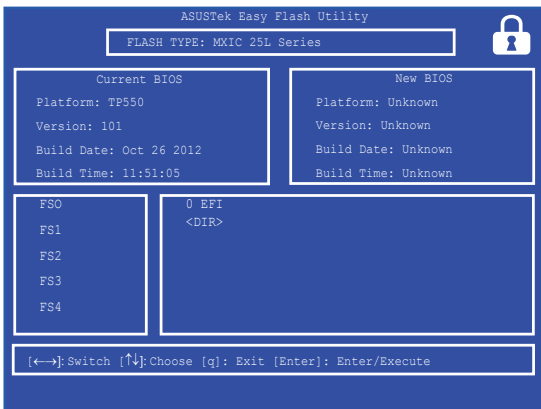 ASUSTek Easy Flash Utility
FLASH TYPE: MXIC 25L Series
Current BIOS
Platform: TP550
Version: 101
Build Date: Oct 26 2012
Build Time: 11:51:05
New BIOS
Platform: Unknown
Version: Unknown
Build Date: Unknown
Build Time: Unknown
FSO
FS1
FS2
FS3
FS4
0 EFI
<DIR>
[←→]: Switch [↑↓]: Choose [q]: Exit [Enter]: Enter/Execute